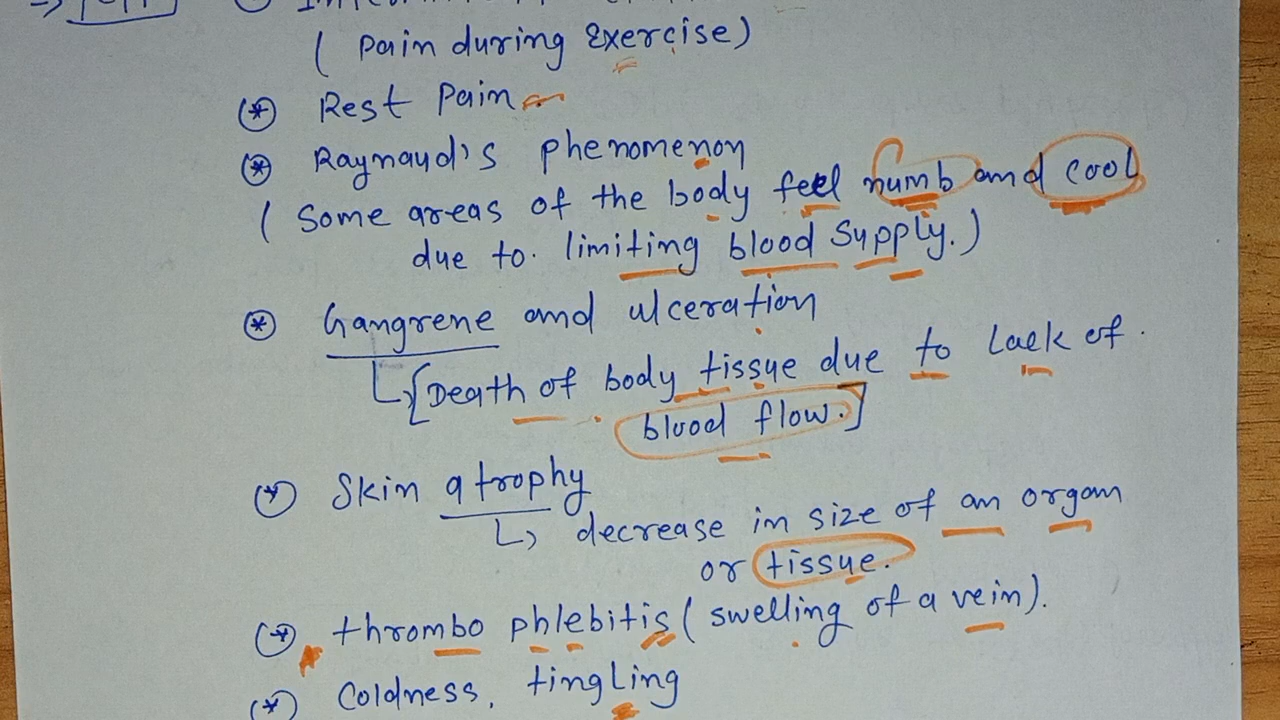 ( Pain during Exercise)
(*) Rest Pain
(*) Raynaud's phenomenon
( Some areas of the body feel numb and cool
due to. limiting blood supply.)
(*) Gangrene and ulceration
[Death of body tissue due to Lack of.
blood flow.]
(*) Skin atrophy
↳ decrease in size of an organ
or tissue.
(*) thrombo phlebitis ( swelling of a vein).
(*) Coldness, tingling